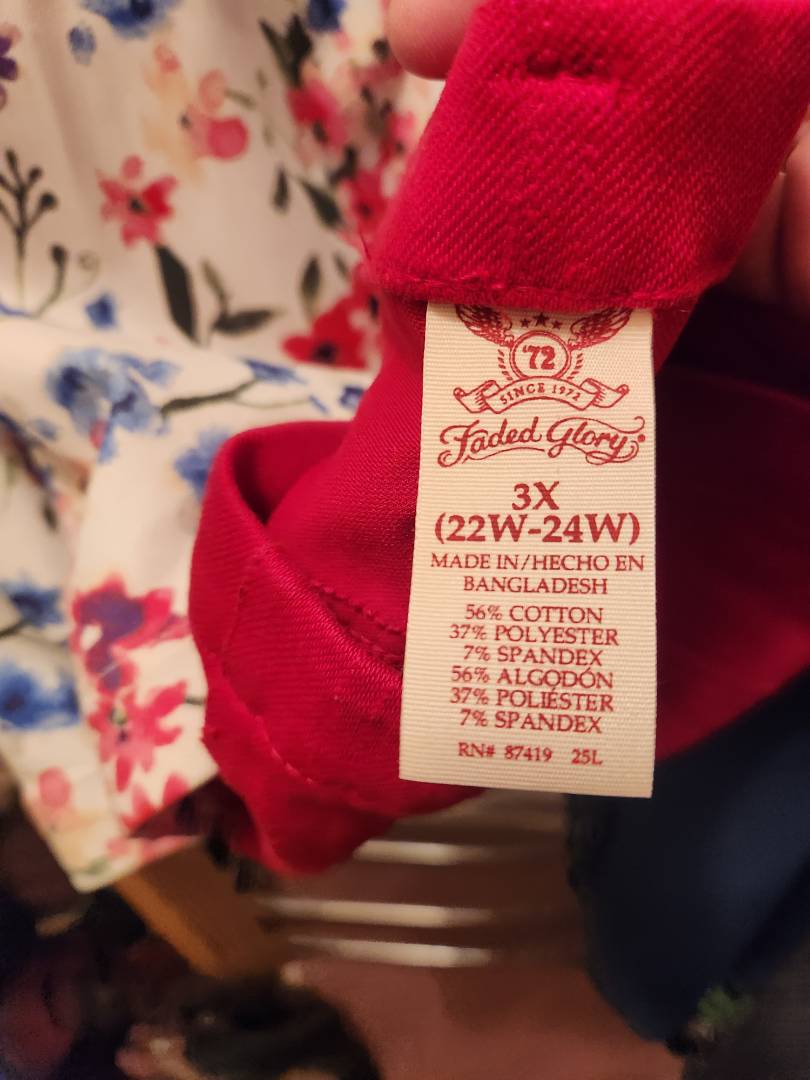 '72
SINCE 1972
Faded Glory
3X
(22W-24W)
MADE IN/HECHO EN
BANGLADESH
56% COTTON
37% POLYESTER
7% SPANDEX
56% ALGODÓN
37% POLIÉSTER
7% SPANDEX
RN# 87419 25L